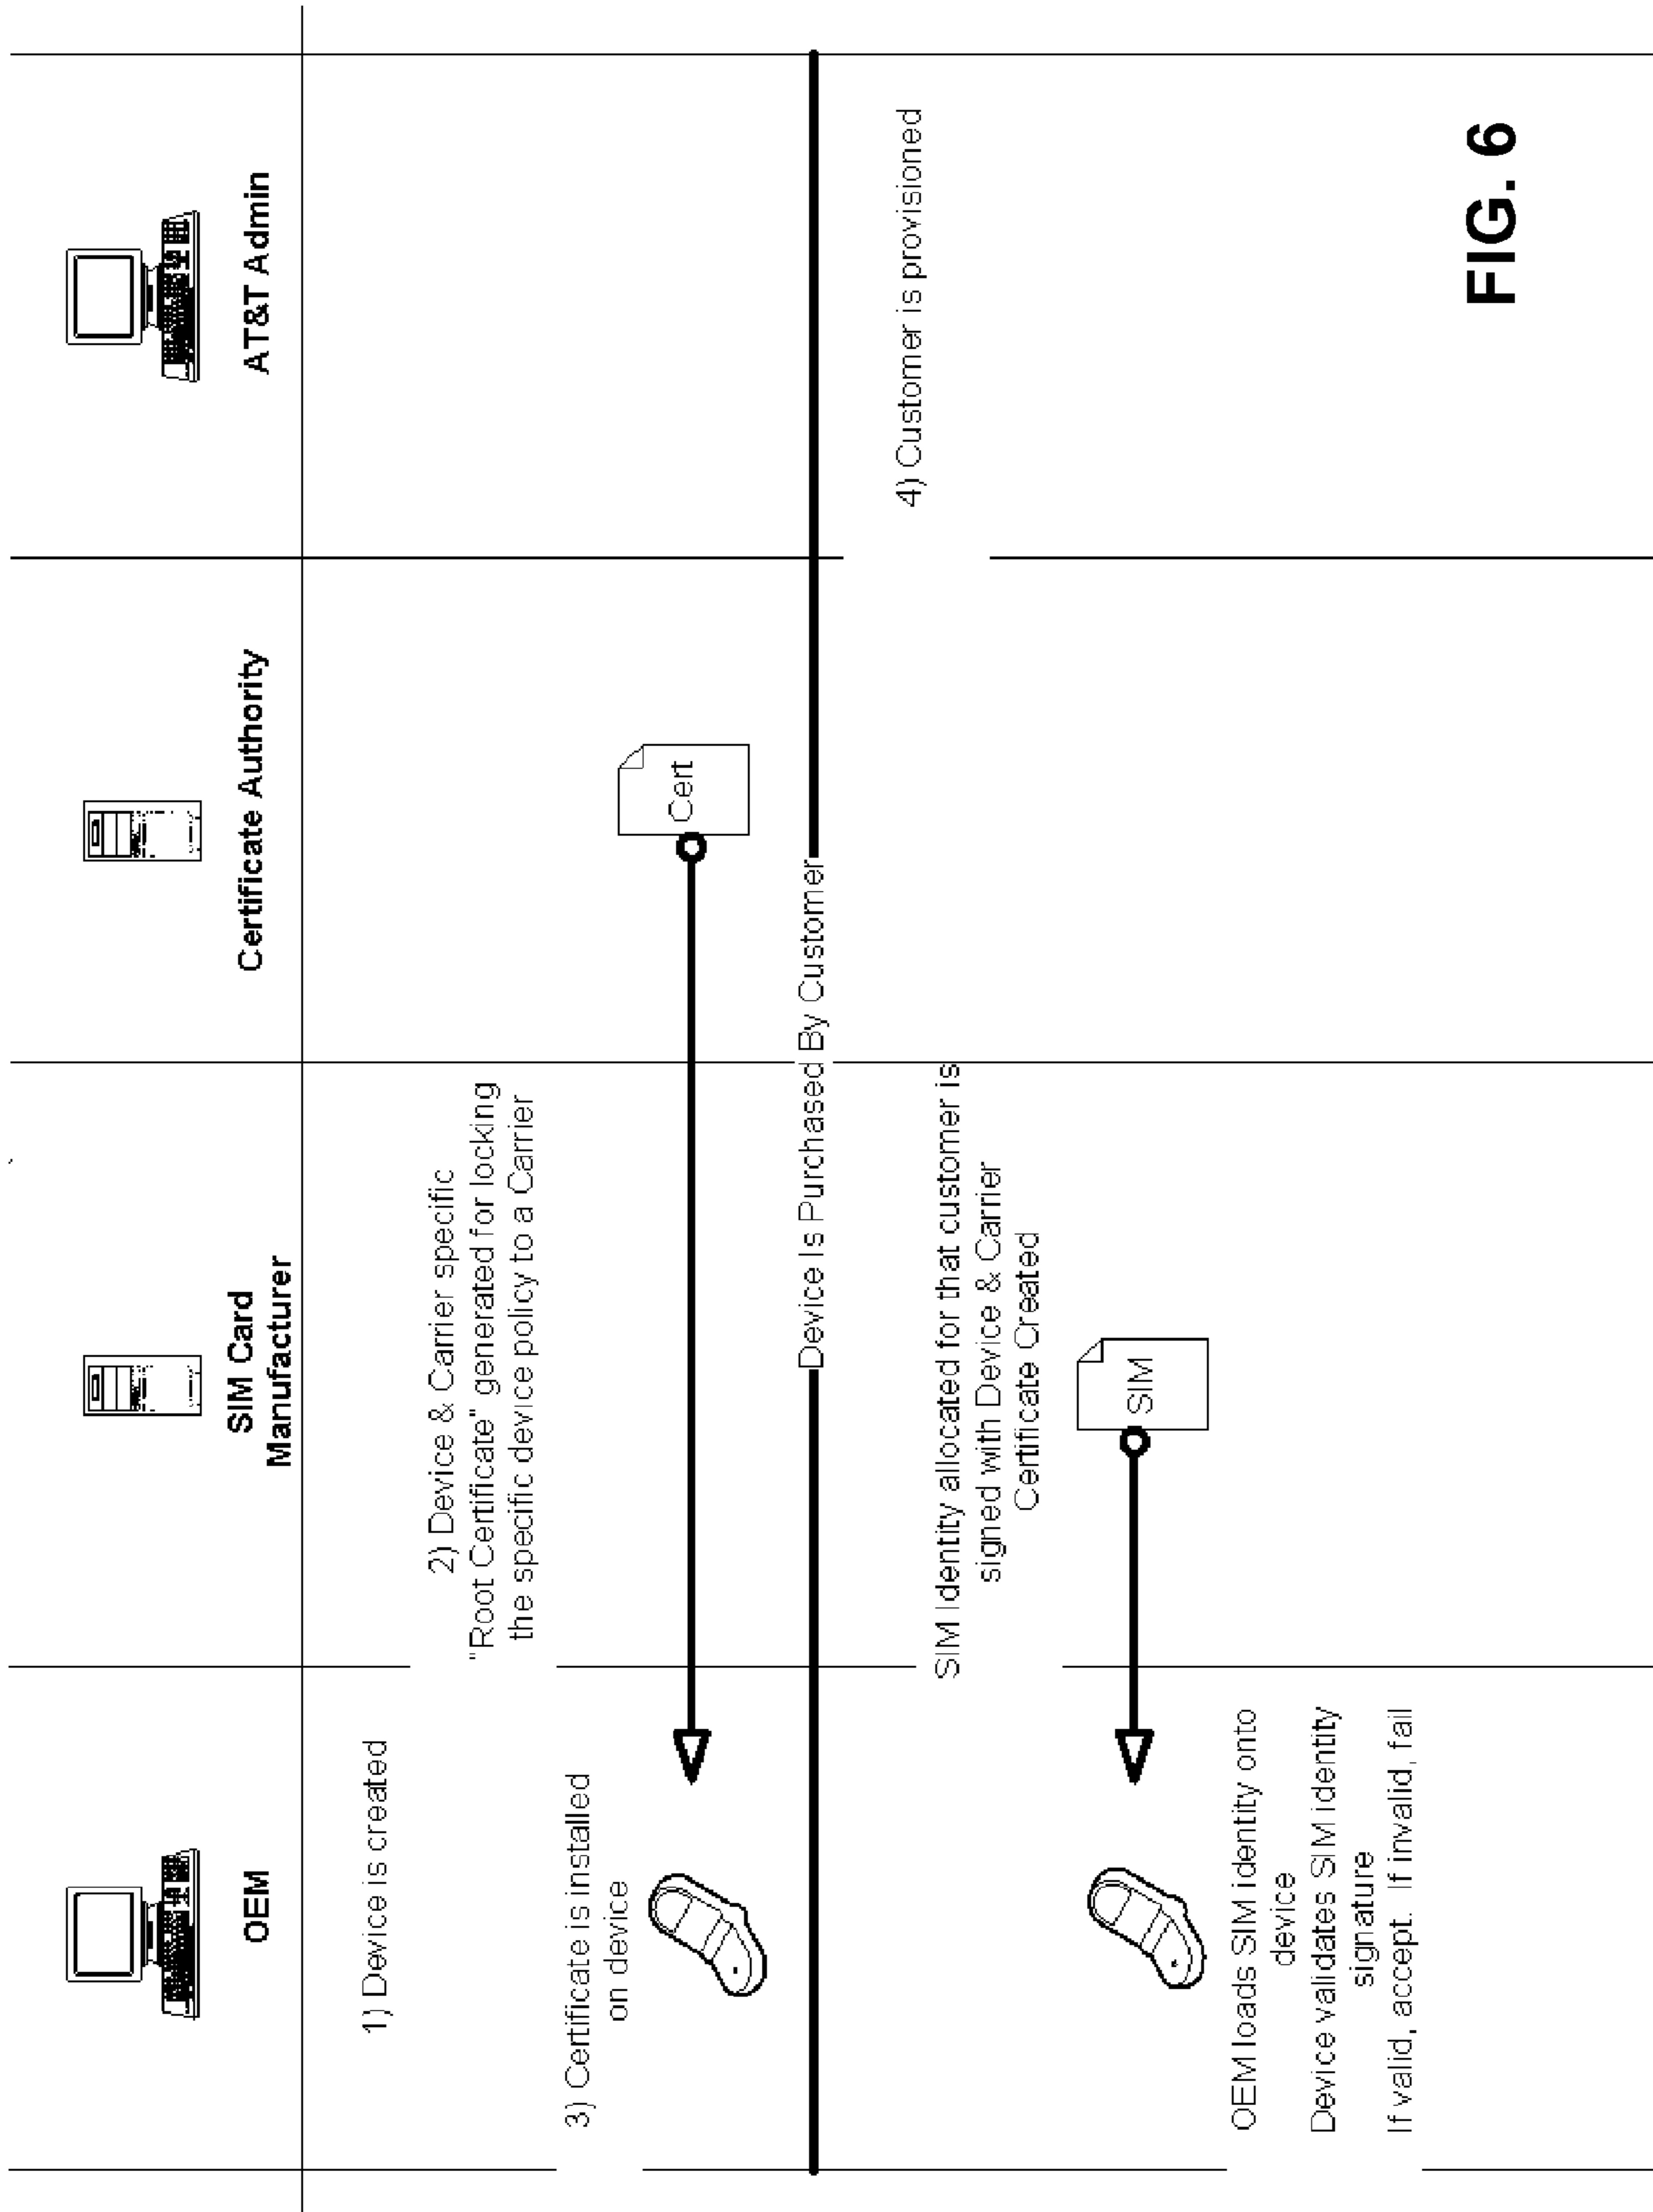 OEM
SIM Card
Manufacturer
Certificate Authority
AT&T Admin
1) Device is created
2) Device & Carrier specific
"Root Certificate" generated for locking
the specific device policy to a Carrier
3) Certificate is installed
on device
Cert
Device Is Purchased By Customer
4) Customer is provisioned
SIM Identity allocated for that customer is
signed with Device & Carrier
Certificate Created
SIM
OEM loads SIM identity onto
device
Device validates SIM identity
signature
If valid, accept. If invalid, fail
FIG. 6